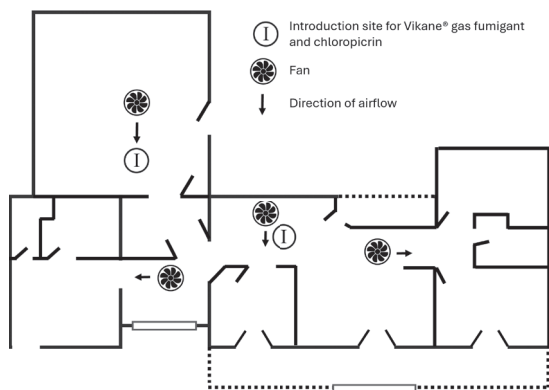 I Introduction site for Vikane® gas fumigant
and chloropicrin
Fan
Direction of airflow
I
I